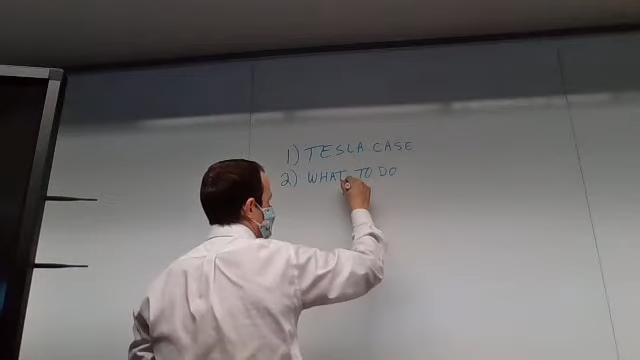 1) TESLA CASE
2) WHAT TO DO